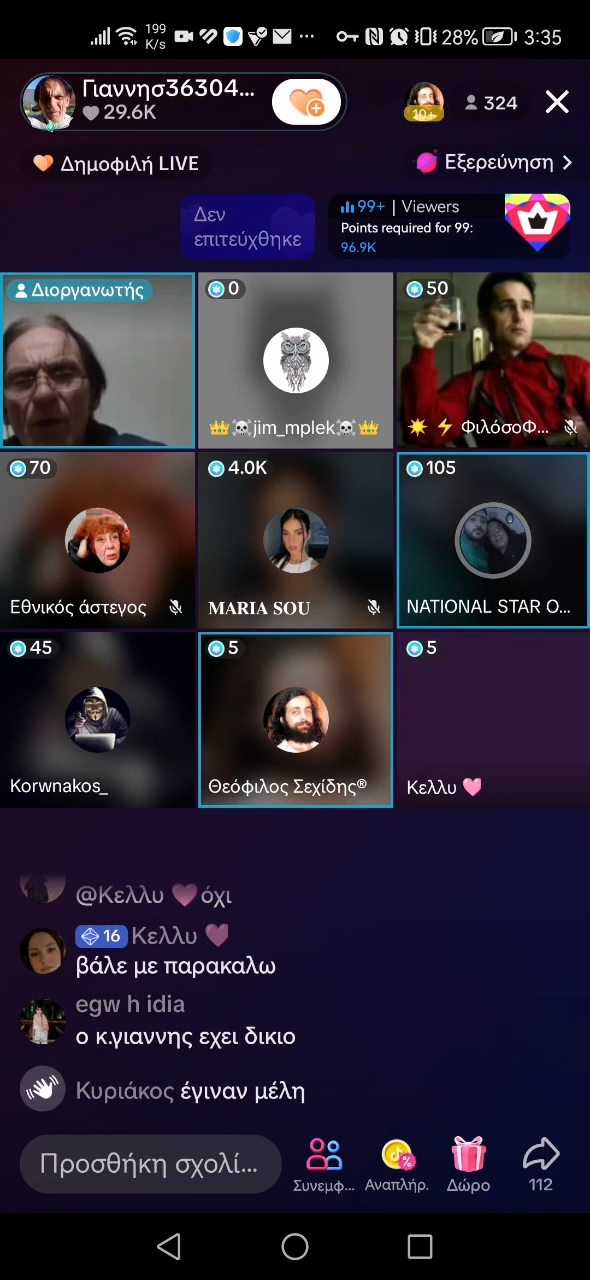 199
K/s
28%
3:35
Γιαννησ36304...
29.6K
10+
324
Δημοφιλή LIVE
Εξερεύνηση >
Δεν
επιτεύχθηκε
99+ | Viewers
Points required for 99:
96.9K
Διοργανωτής
0
👑☠️jim_mplek☠️👑
50
☀️⚡ ΦιλόσοΦ...
70
Εθνικός άστεγος
4.0K
MARIA SOU
105
NATIONAL STAR O...
45
Korwnakos_
5
Θεόφιλος Σεχίδης®
5
Κελλυ 🩷
@Κελλυ 🩷όχι
16 Κελλυ 🩷
βάλε με παρακαλω
egw h idia
ο κ.γιαννης εχει δικιο
Κυριάκος έγιναν μέλη
Προσθήκη σχολί...
Συνεμφ...
Αναπλήρ.
Δώρο
112